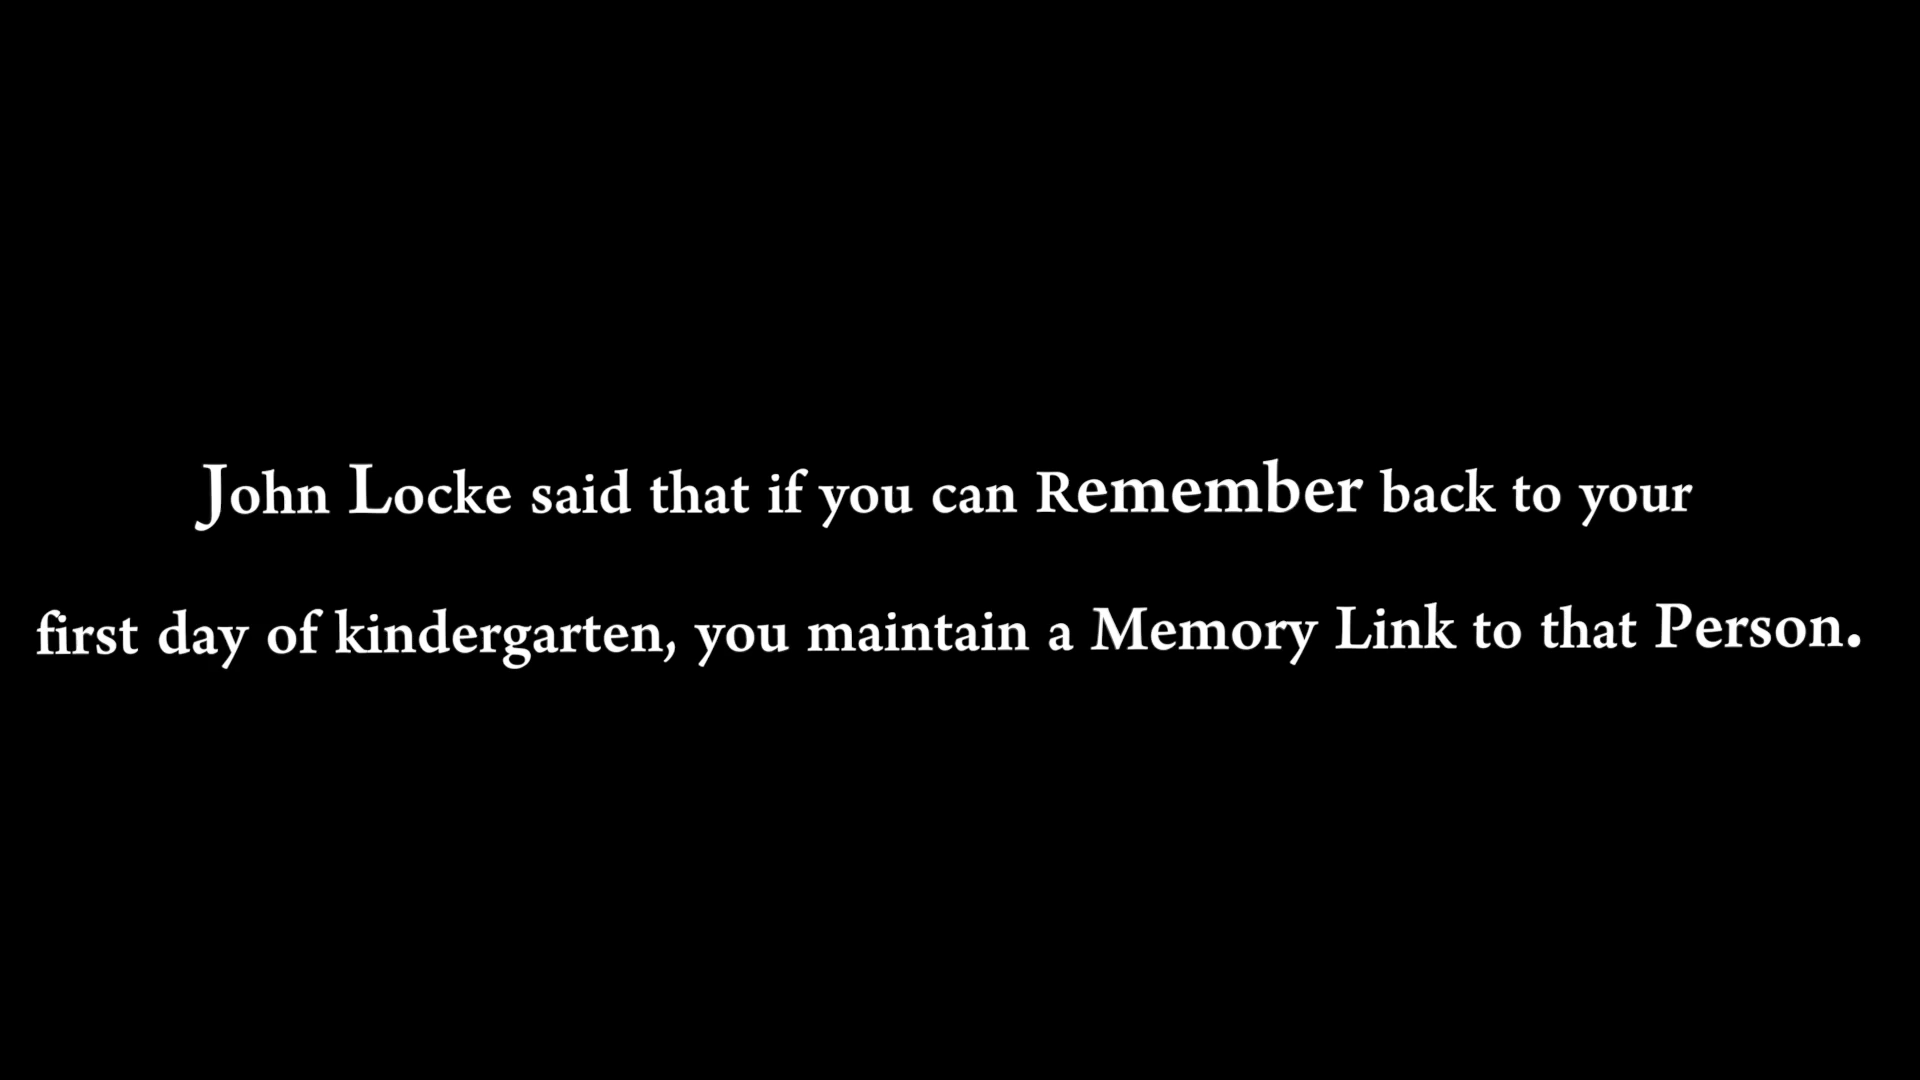 John Locke said that if you can Remember back to your
first day of kindergarten, you maintain a Memory Link to that Person.